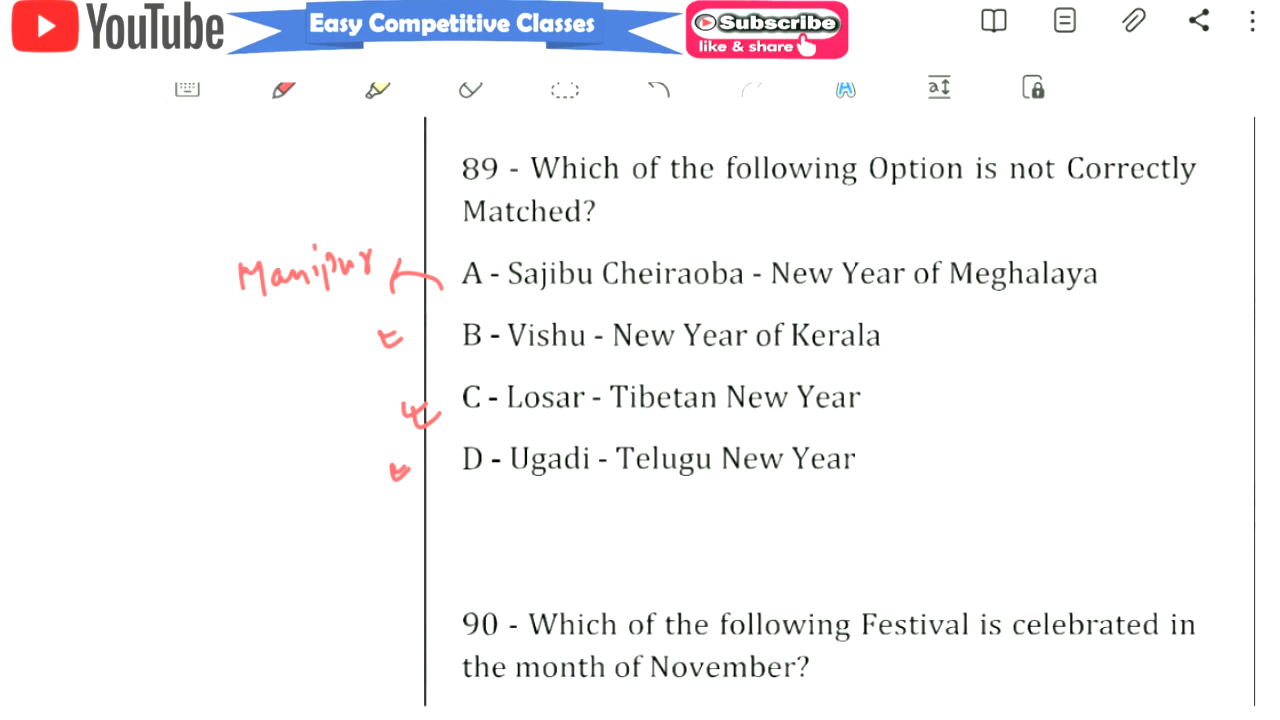 YouTube
Easy Competitive Classes
Subscribe
like & share
89 - Which of the following Option is not Correctly
Matched?
Manipur
A - Sajibu Cheiraoba - New Year of Meghalaya
B - Vishu - New Year of Kerala
C - Losar - Tibetan New Year
D - Ugadi - Telugu New Year
90 - Which of the following Festival is celebrated in
the month of November?